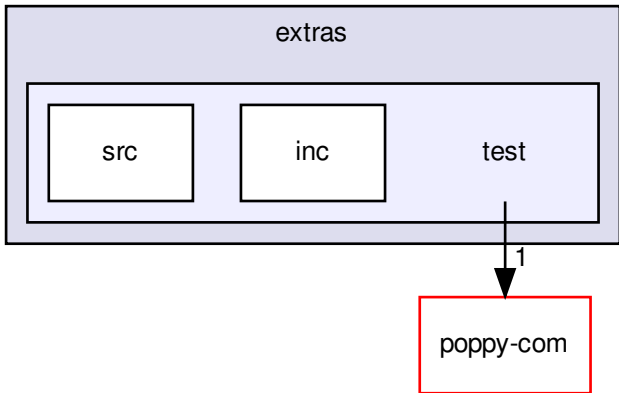 extras
src
inc
test
1
poppy-com